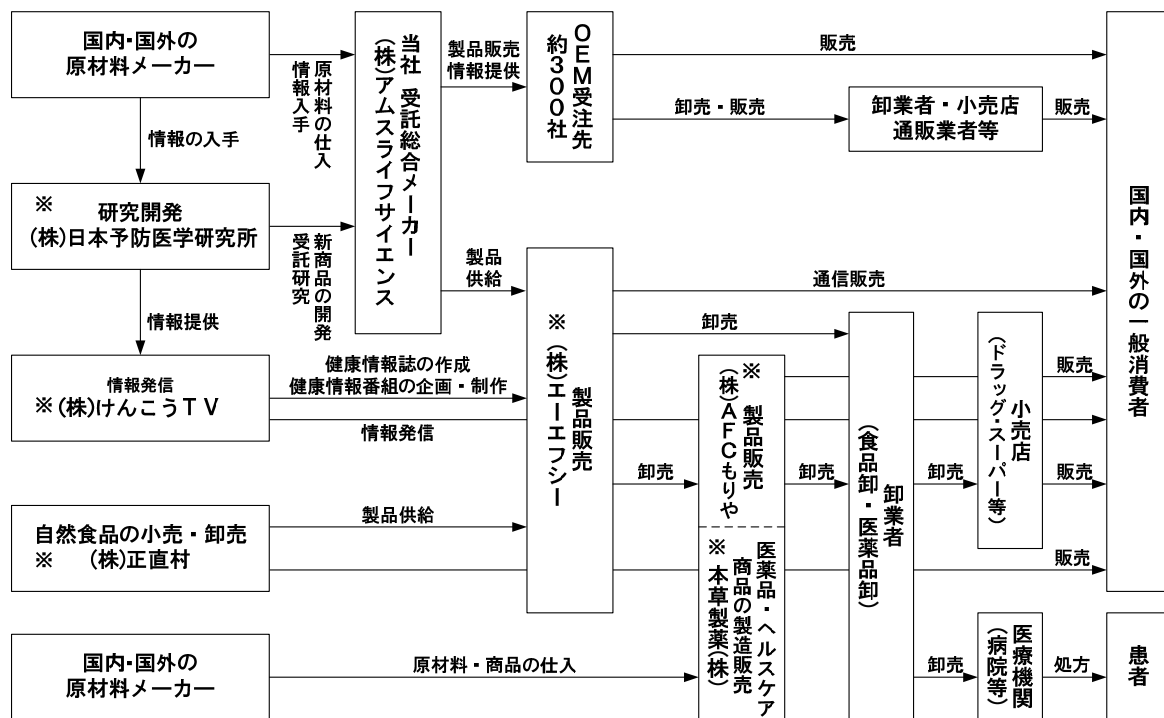 国内・国外の
原材料メーカー
原材料の仕入
情報入手
当社 受託総合メーカー
(株)アムスライフサイエンス
製品販売
情報提供
OEM受注先
約300社
販売
卸売・販売
卸業者・小売店
通販業者等
販売
国内・国外の一般消費者
情報の入手
※ 研究開発
(株)日本予防医学研究所
新商品の開発
受託研究
製品
供給
※ 製品販売
(株)エーエフシー
通信販売
卸売
情報提供
情報発信
※(株)けんこうTV
健康情報誌の作成
健康情報番組の企画・制作
情報発信
卸売
※ 製品販売
(株)AFCもりや
卸売
卸業者
(食品卸・医薬品卸)
卸売
小売店
(ドラッグ・スーパー等)
販売
販売
自然食品の小売・卸売
※ (株)正直村
製品供給
販売
医薬品・ヘルスケア
商品の製造販売
※ 本草製薬(株)
国内・国外の
原材料メーカー
原材料・商品の仕入
卸売
医療機関
(病院等)
処方
患者